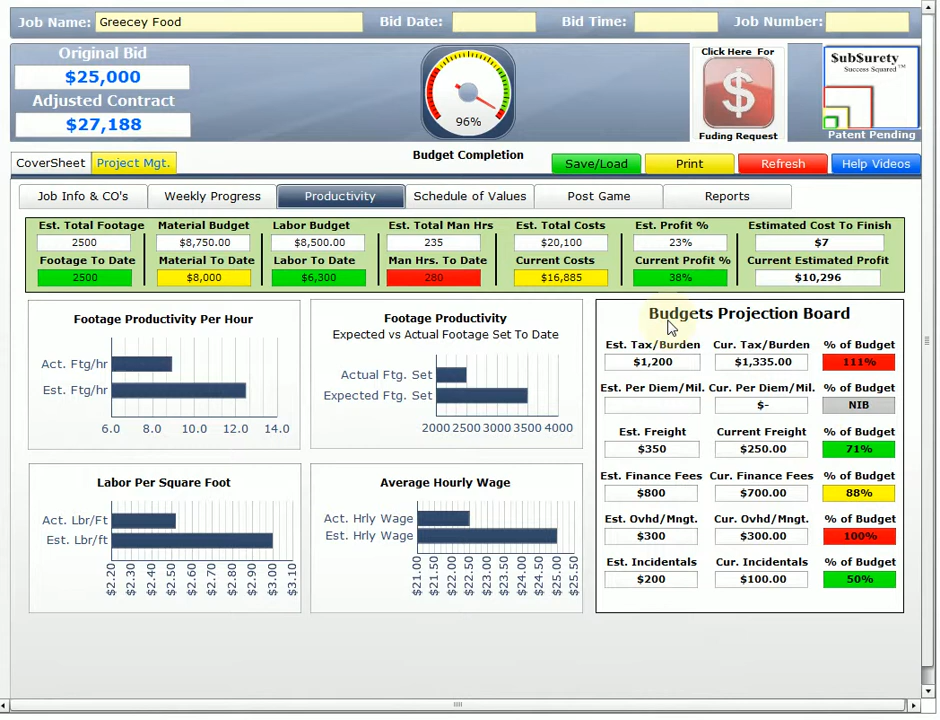 Job Name: Greecey Food Bid Date: Bid Time: Job Number:
Original Bid
$25,000
Adjusted Contract
$27,188
96%
Budget Completion
Click Here For
$
Fuding Request
$ub$urety
Success Squared™
Patent Pending
CoverSheet Project Mgt. Save/Load Print Refresh Help Videos
Job Info & CO's Weekly Progress Productivity Schedule of Values Post Game Reports
Est. Total Footage Material Budget Labor Budget Est. Total Man Hrs Est. Total Costs Est. Profit % Estimated Cost To Finish
2500 $8,750.00 $8,500.00 235 $20,100 23% $7
Footage To Date Material To Date Labor To Date Man Hrs. To Date Current Costs Current Profit % Current Estimated Profit
2500 $8,000 $6,300 280 $16,885 38% $10,296
Footage Productivity Per Hour
Act. Ftg/hr
Est. Ftg/hr
6.0 8.0 10.0 12.0 14.0
Footage Productivity
Expected vs Actual Footage Set To Date
Actual Ftg. Set
Expected Ftg. Set
2000 2500 3000 3500 4000
Labor Per Square Foot
Act. Lbr/Ft
Est. Lbr/ft
$2.20 $2.30 $2.40 $2.50 $2.60 $2.70 $2.80 $2.90 $3.00 $3.10
Average Hourly Wage
Act. Hrly Wage
Est. Hrly Wage
$21.00 $21.50 $22.00 $22.50 $23.00 $23.50 $24.00 $24.50 $25.00 $25.50
Budgets Projection Board
Est. Tax/Burden Cur. Tax/Burden % of Budget
$1,200 $1,335.00 111%
Est. Per Diem/Mil. Cur. Per Diem/Mil. % of Budget
$- NIB
Est. Freight Current Freight % of Budget
$350 $250.00 71%
Est. Finance Fees Cur. Finance Fees % of Budget
$800 $700.00 88%
Est. Ovhd/Mngt. Cur. Ovhd/Mngt. % of Budget
$300 $300.00 100%
Est. Incidentals Cur. Incidentals % of Budget
$200 $100.00 50%